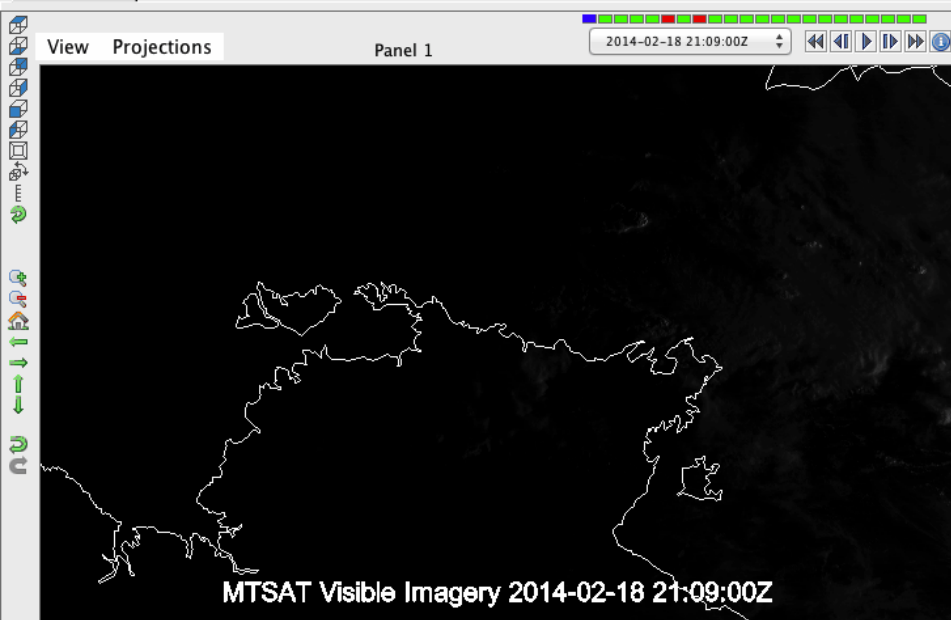 View Projections
Panel 1
2014-02-18 21:09:00Z
MTSAT Visible Imagery 2014-02-18 21:09:00Z